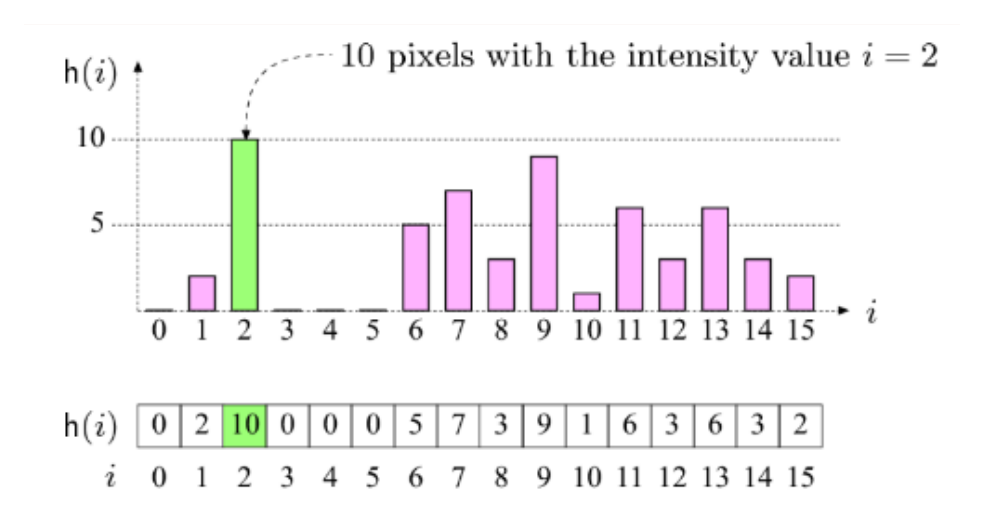 10 pixels with the intensity value i = 2
h(i)
10
5
0 1 2 3 4 5 6 7 8 9 10 11 12 13 14 15 i
h(i) 0 2 10 0 0 0 5 7 3 9 1 6 3 6 3 2
i 0 1 2 3 4 5 6 7 8 9 10 11 12 13 14 15